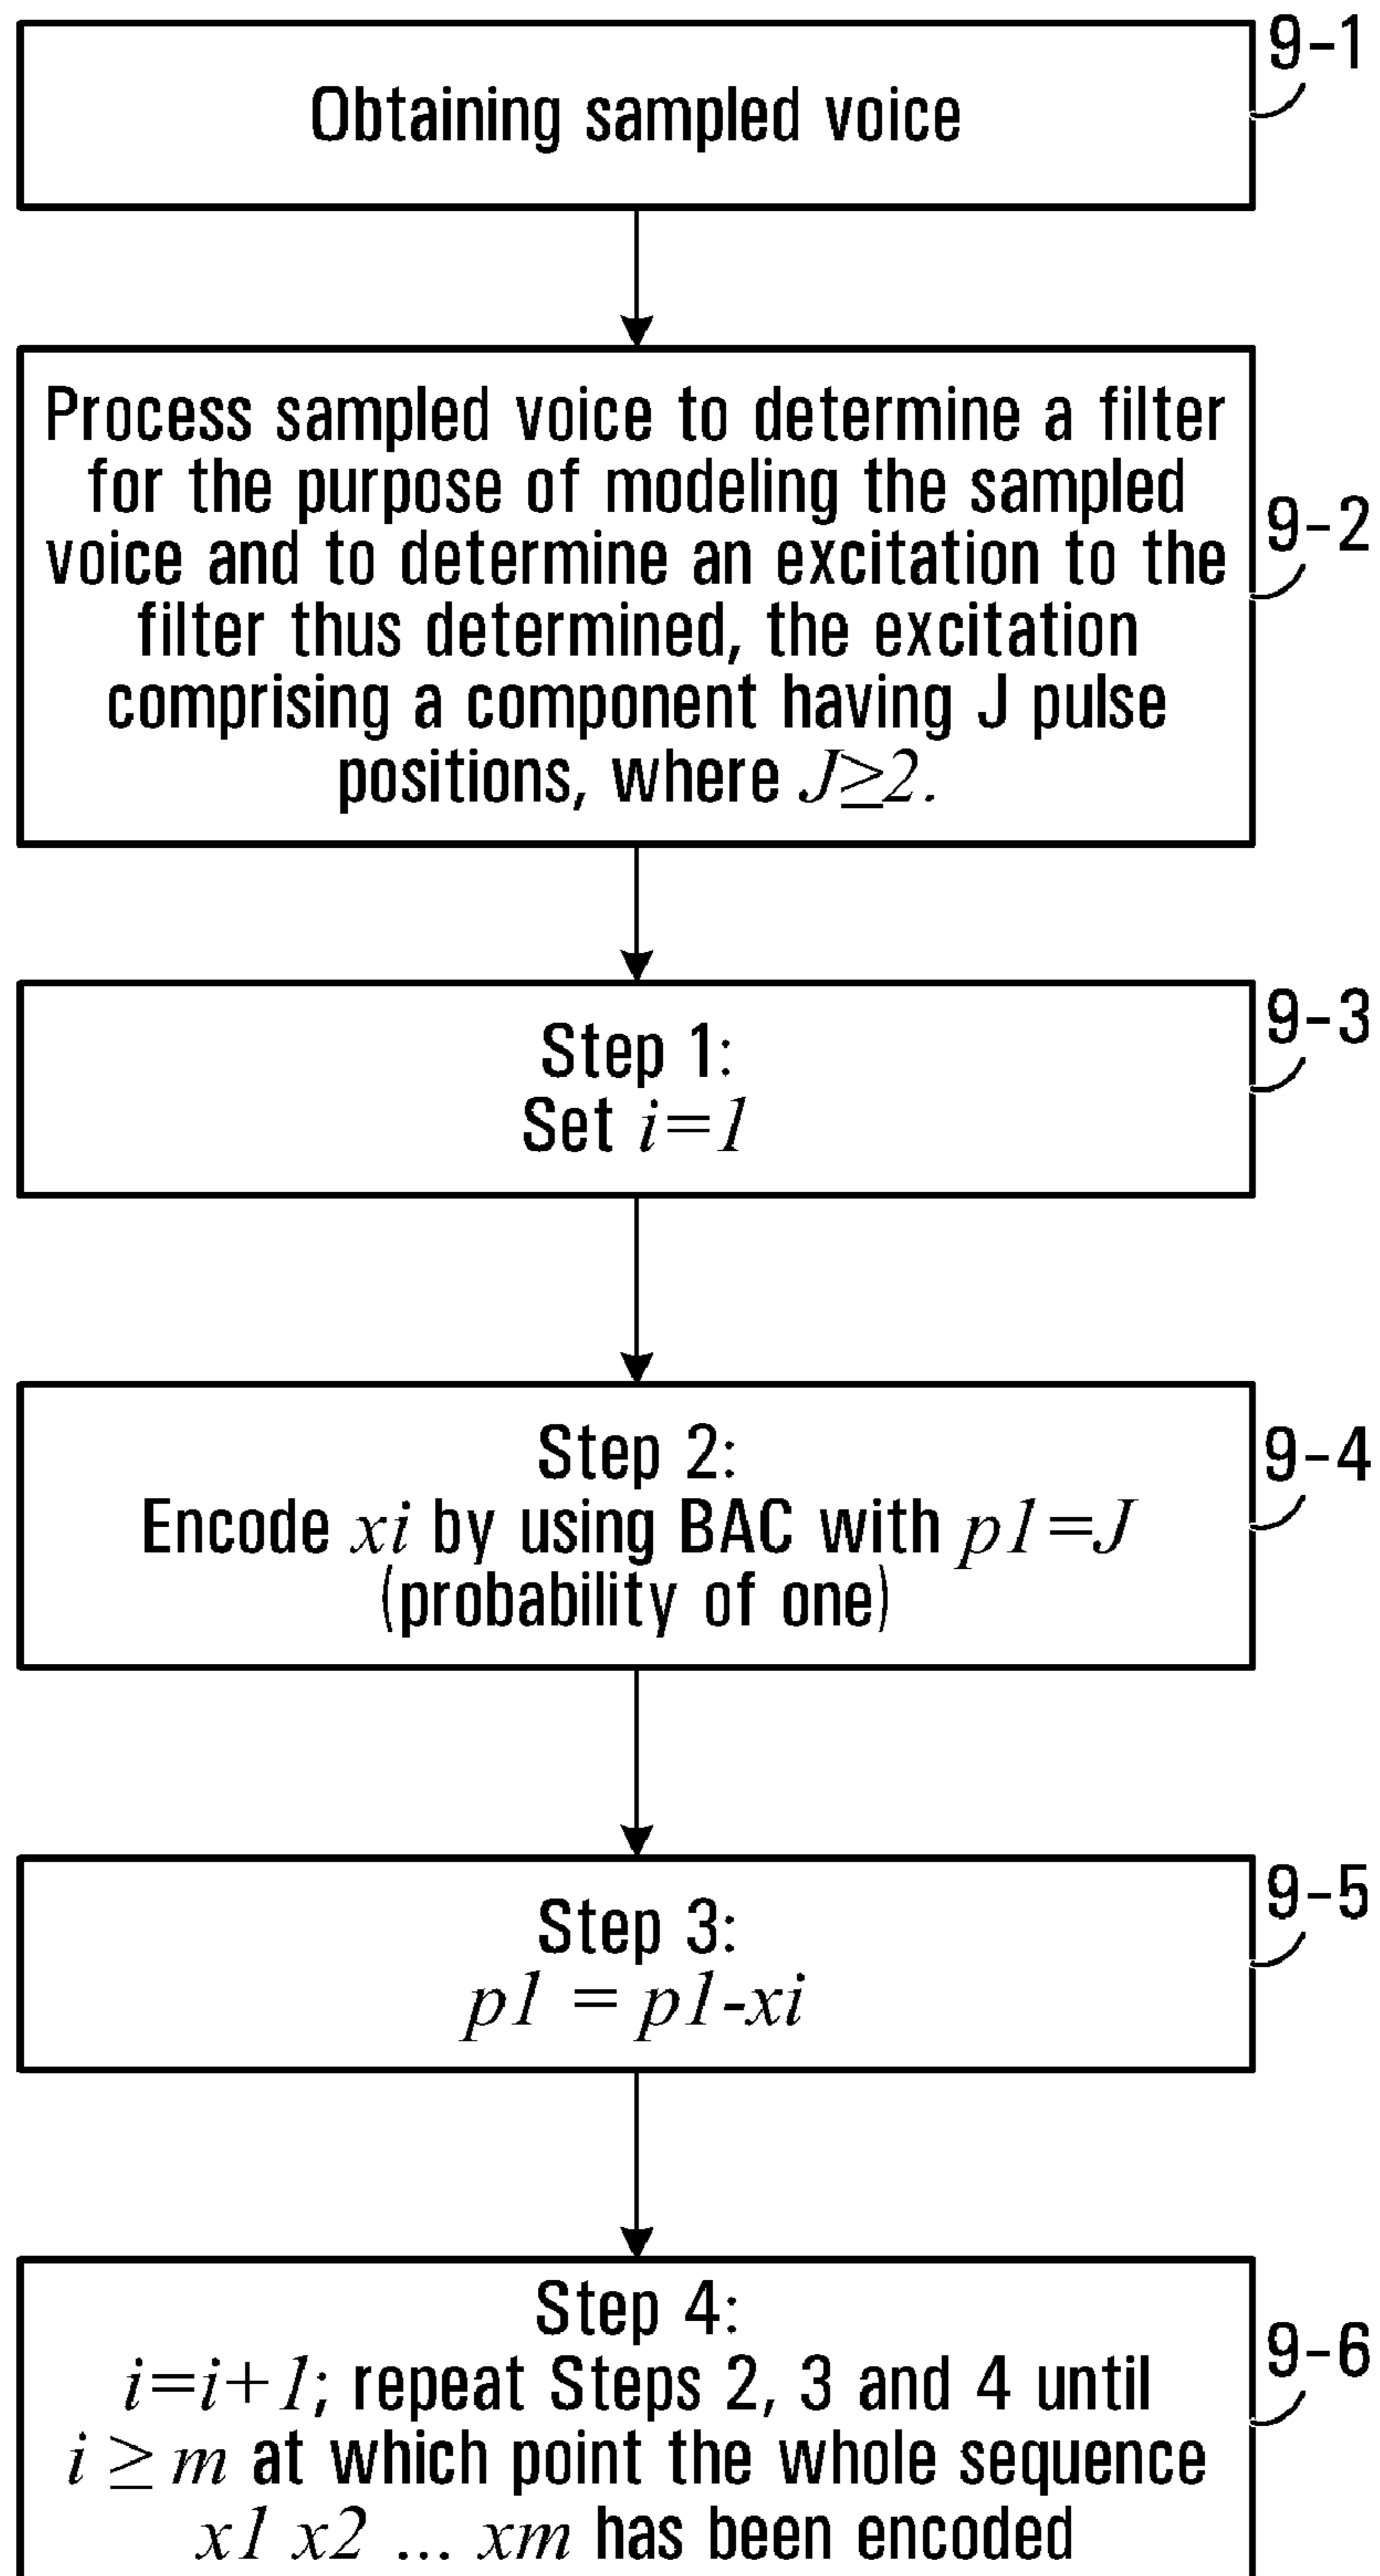 9-1
Obtaining sampled voice
Process sampled voice to determine a filter
for the purpose of modeling the sampled
voice and to determine an excitation to the
filter thus determined, the excitation
comprising a component having J pulse
positions, where J≥2.
9-2
Step 1:
Set i=1
9-3
Step 2:
Encode xi by using BAC with p1=J
(probability of one)
9-4
Step 3:
p1 = p1-xi
9-5
Step 4:
i=i+1; repeat Steps 2, 3 and 4 until
i ≥ m at which point the whole sequence
x1 x2 ... xm has been encoded
9-6